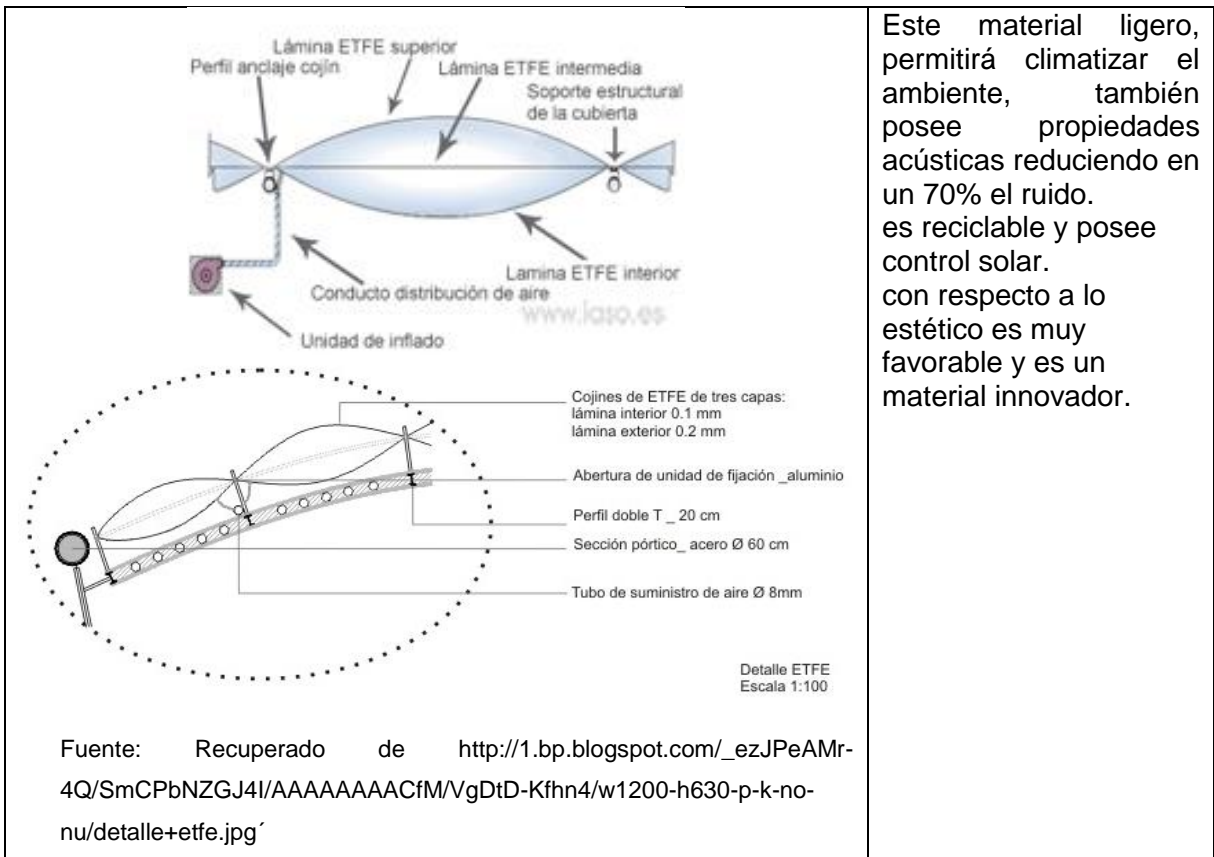 Lámina ETFE superior
Perfil anclaje cojín
Lámina ETFE intermedia
Soporte estructural
de la cubierta
Lamina ETFE interior
Conducto distribución de aire
www.iaso.es
Unidad de inflado
Cojines de ETFE de tres capas:
lámina interior 0.1 mm
lámina exterior 0.2 mm
Abertura de unidad de fijación _aluminio
Perfil doble T _ 20 cm
Sección pórtico_ acero Ø 60 cm
Tubo de suministro de aire Ø 8mm
Detalle ETFE
Escala 1:100
Fuente: Recuperado de http://1.bp.blogspot.com/_ezJPeAMr-
4Q/SmCPbNZGJ4I/AAAAAAAACfM/VgDtD-Kfhn4/w1200-h630-p-k-no-
nu/detalle+etfe.jpg´
Este material ligero,
permitirá climatizar el
ambiente, también
posee propiedades
acústicas reduciendo en
un 70% el ruido.
es reciclable y posee
control solar.
con respecto a lo
estético es muy
favorable y es un
material innovador.